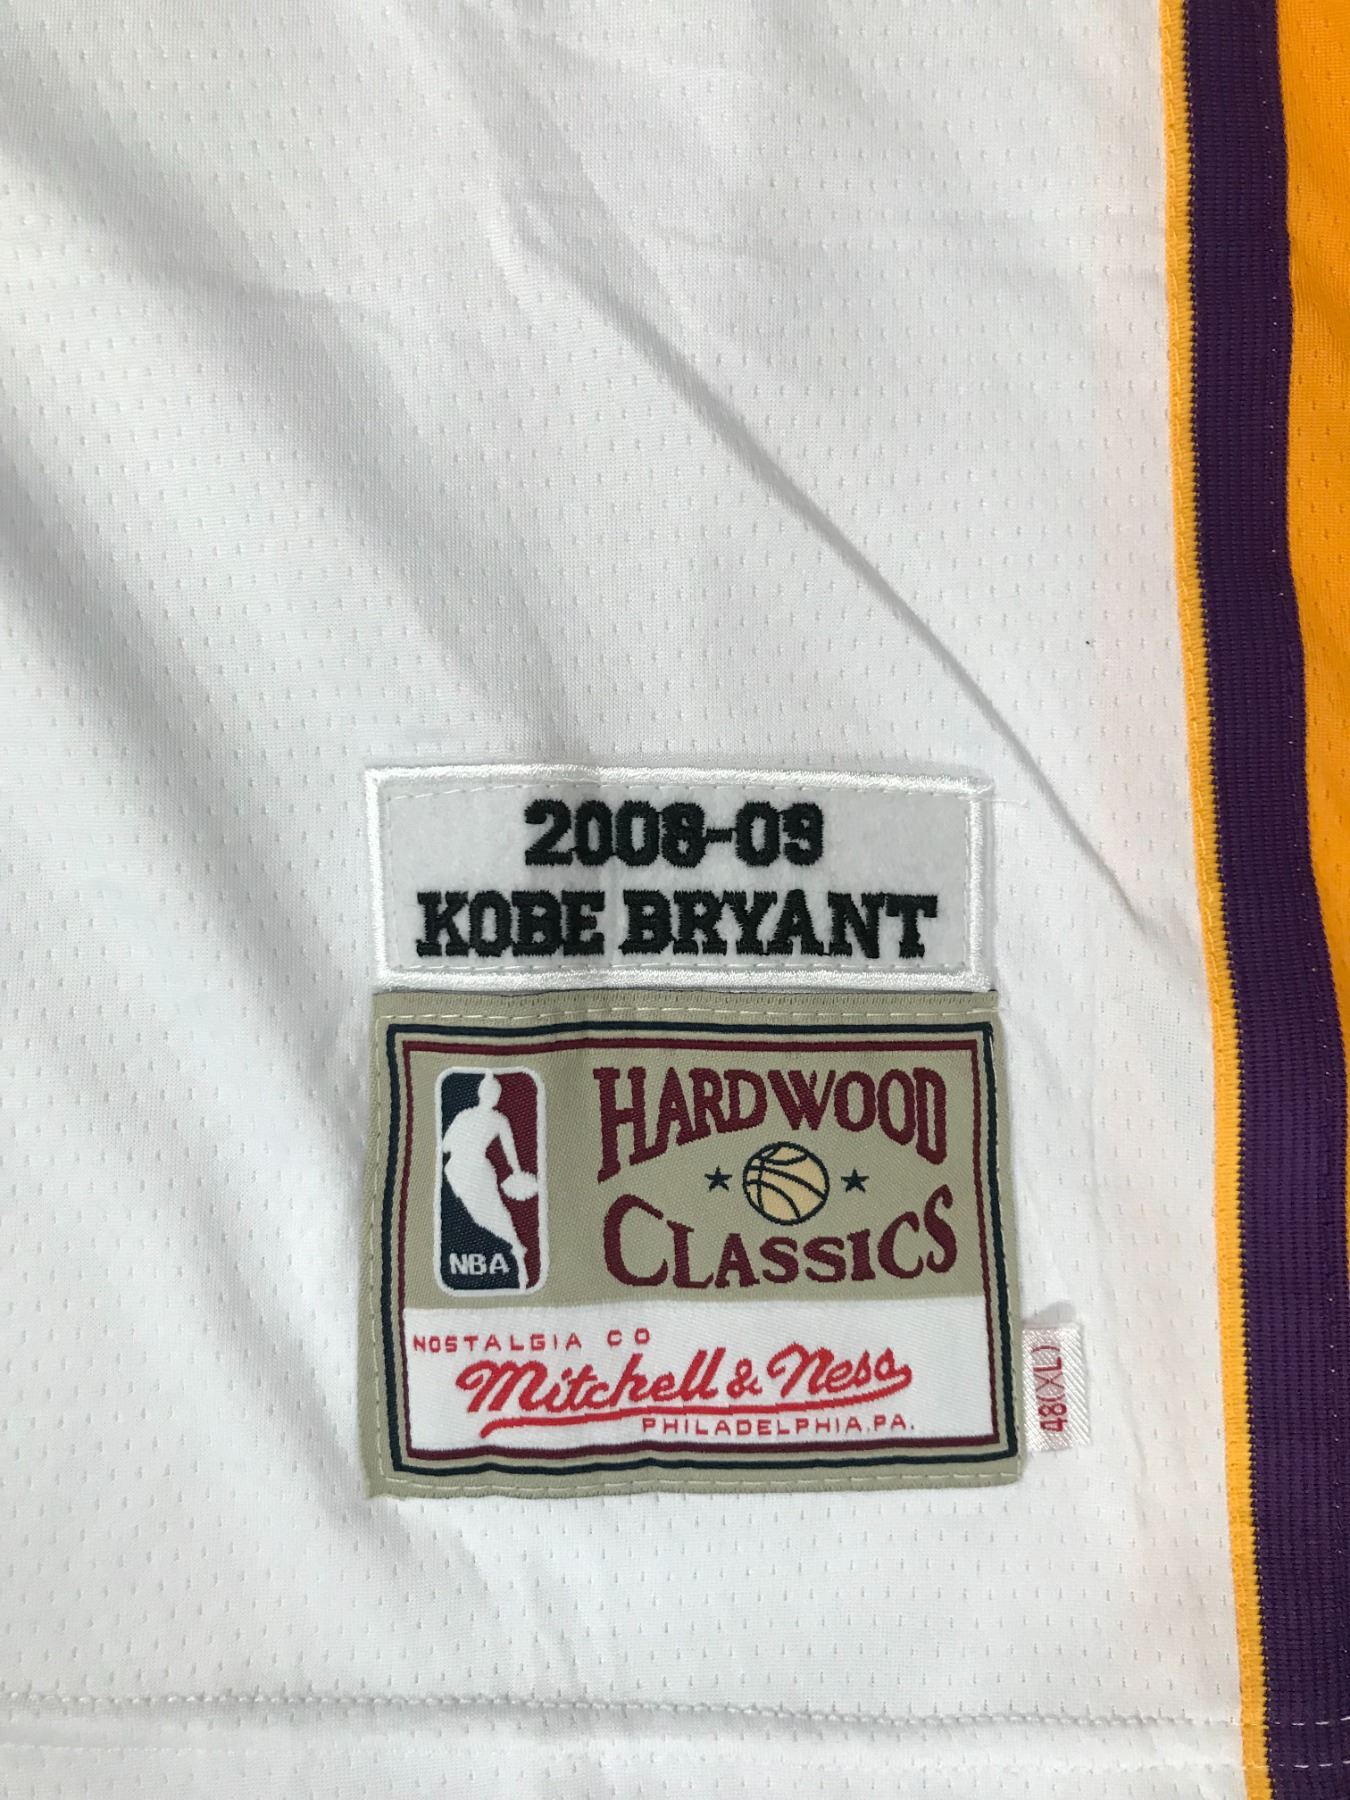 2008-09
KOBE BRYANT
HARDWOOD
CLASSICS
NBA
NOSTALGIA CO
Mitchell & Ness
PHILADELPHIA, PA.
48(XL)